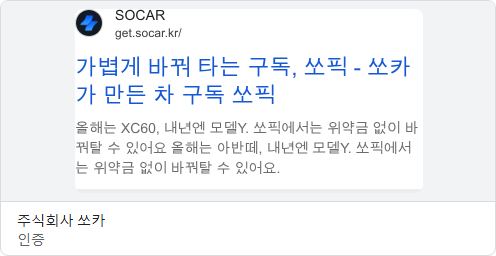 SOCAR
get.socar.kr/
가볍게 바꿔 타는 구독, 쏘픽 - 쏘카
가 만든 차 구독 쏘픽
올해는 XC60, 내년엔 모델Y. 쏘픽에서는 위약금 없이 바
꿔탈 수 있어요 올해는 아반떼, 내년엔 모델Y. 쏘픽에서
는 위약금 없이 바꿔탈 수 있어요.
주식회사 쏘카
인증